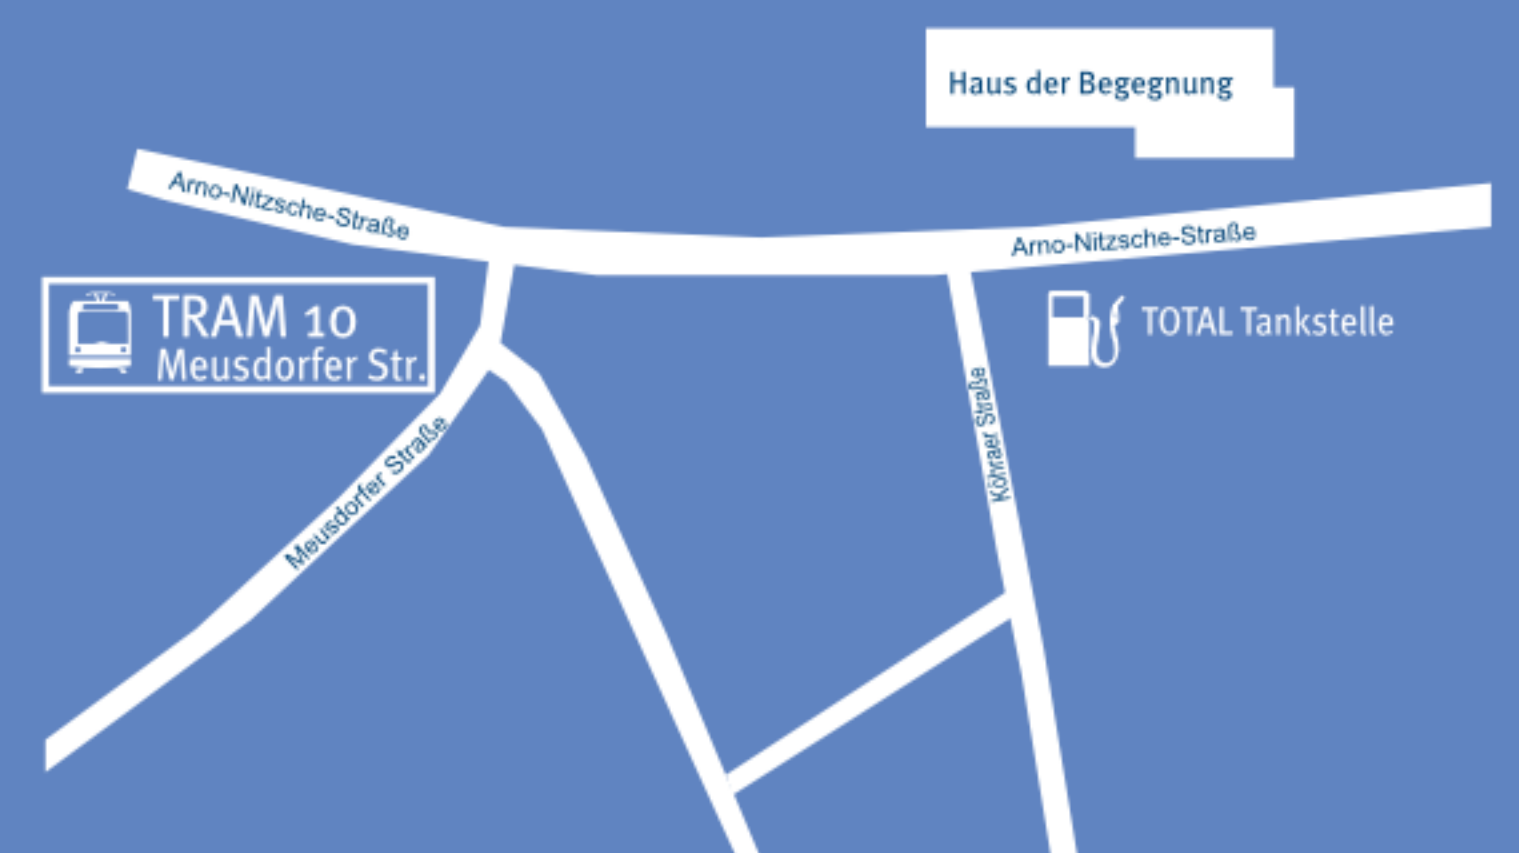 Haus der Begegnung
Arno-Nitzsche-Straße
Arno-Nitzsche-Straße
TRAM 10
Meusdorfer Str.
TOTAL Tankstelle
Meusdorfer Straße
Köhraer Straße